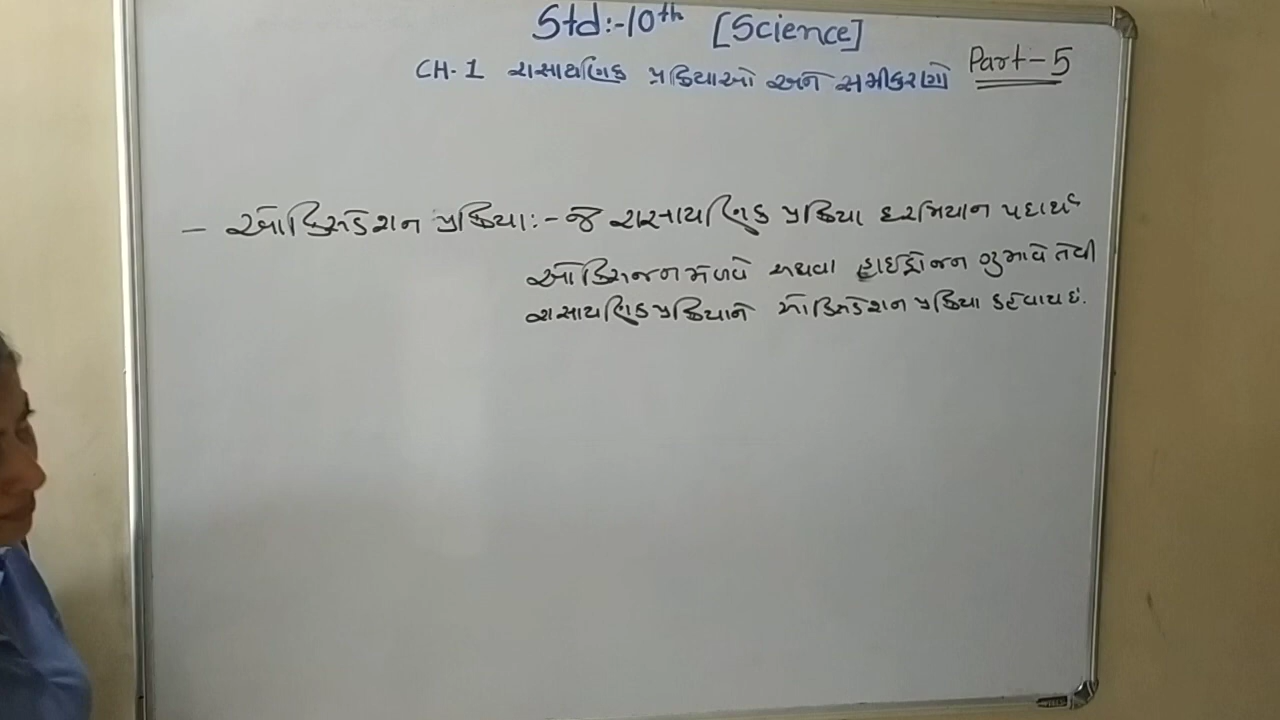 Std:-10th [Science]
CH-1 રાસાયણિક પ્રક્રિયાઓ અને સમીકરણો Part-5
- ઑક્સિડેશન પ્રક્રિયા:- જે રાસાયણિક પ્રક્રિયા દરમિયાન પદાર્થ
ઑક્સિજન મેળવે અથવા હાઇડ્રોજન ગુમાવે તેવી
રાસાયણિક પ્રક્રિયાને ઓક્સિડેશન પ્રક્રિયા કહેવાય છે.